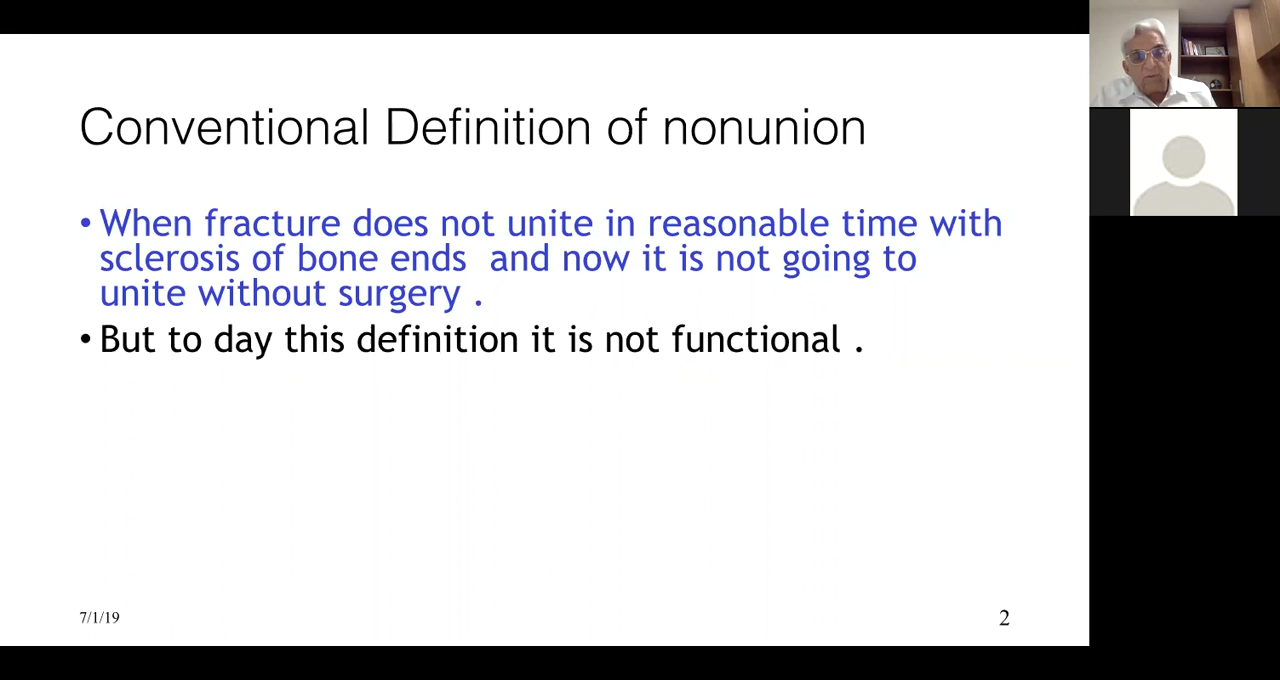 Conventional Definition of nonunion
• When fracture does not unite in reasonable time with
sclerosis of bone ends  and now it is not going to
unite without surgery .
• But to day this definition it is not functional .
7/1/19
2